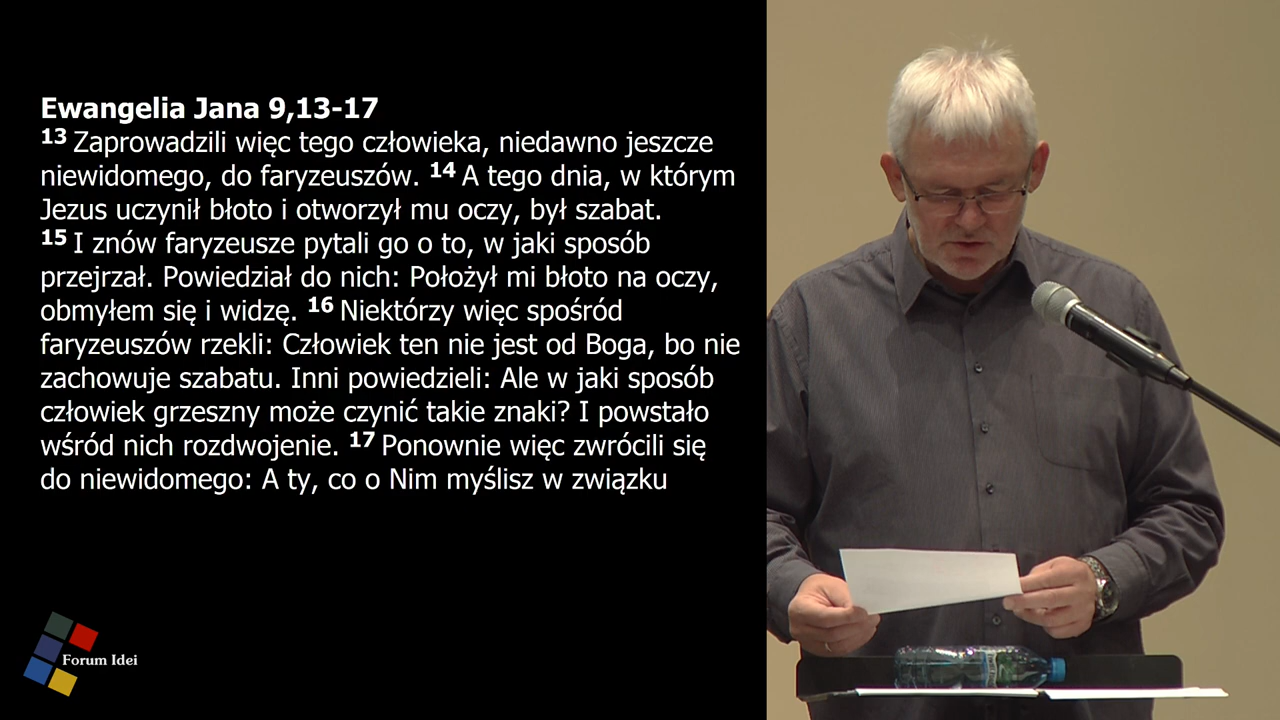 Ewangelia Jana 9,13-17
13 Zaprowadzili więc tego człowieka, niedawno jeszcze
niewidomego, do faryzeuszów. 14 A tego dnia, w którym
Jezus uczynił błoto i otworzył mu oczy, był szabat.
15 I znów faryzeusze pytali go o to, w jaki sposób
przejrzał. Powiedział do nich: Położył mi błoto na oczy,
obmyłem się i widzę. 16 Niektórzy więc spośród
faryzeuszów rzekli: Człowiek ten nie jest od Boga, bo nie
zachowuje szabatu. Inni powiedzieli: Ale w jaki sposób
człowiek grzeszny może czynić takie znaki? I powstało
wśród nich rozdwojenie. 17 Ponownie więc zwrócili się
do niewidomego: A ty, co o Nim myślisz w związku
Forum Idei